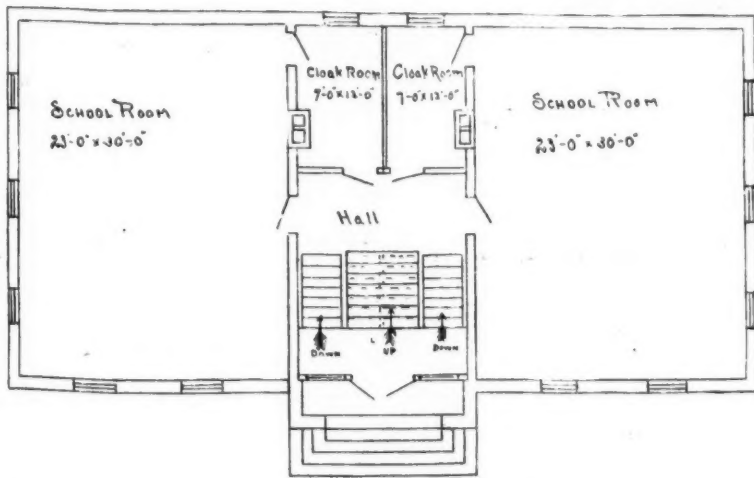 Cloak Room
7'-0" x 12'-0"
Cloak Room
7'-0" x 12'-0"
School Room
23'-0" x 30'-0"
School Room
23'-0" x 30'-0"
Hall
Down
UP
Down